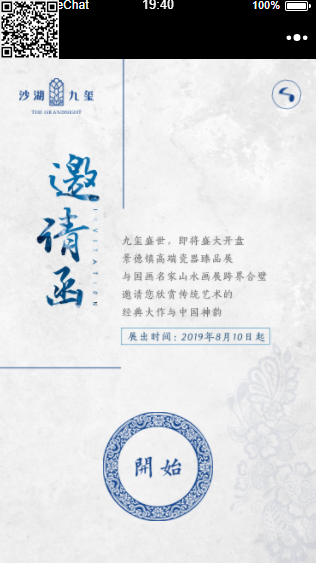 eChat 19:40 100%
沙湖 九玺
THE GRANDSIGHT
邀请函
INVITATION
九玺盛世，即将盛大开盘
景德镇高端瓷器臻品展
与国画名家山水画展跨界合璧
邀请您欣赏传统艺术的
经典大作与中国神韵
展出时间：2019年8月10日起
開始